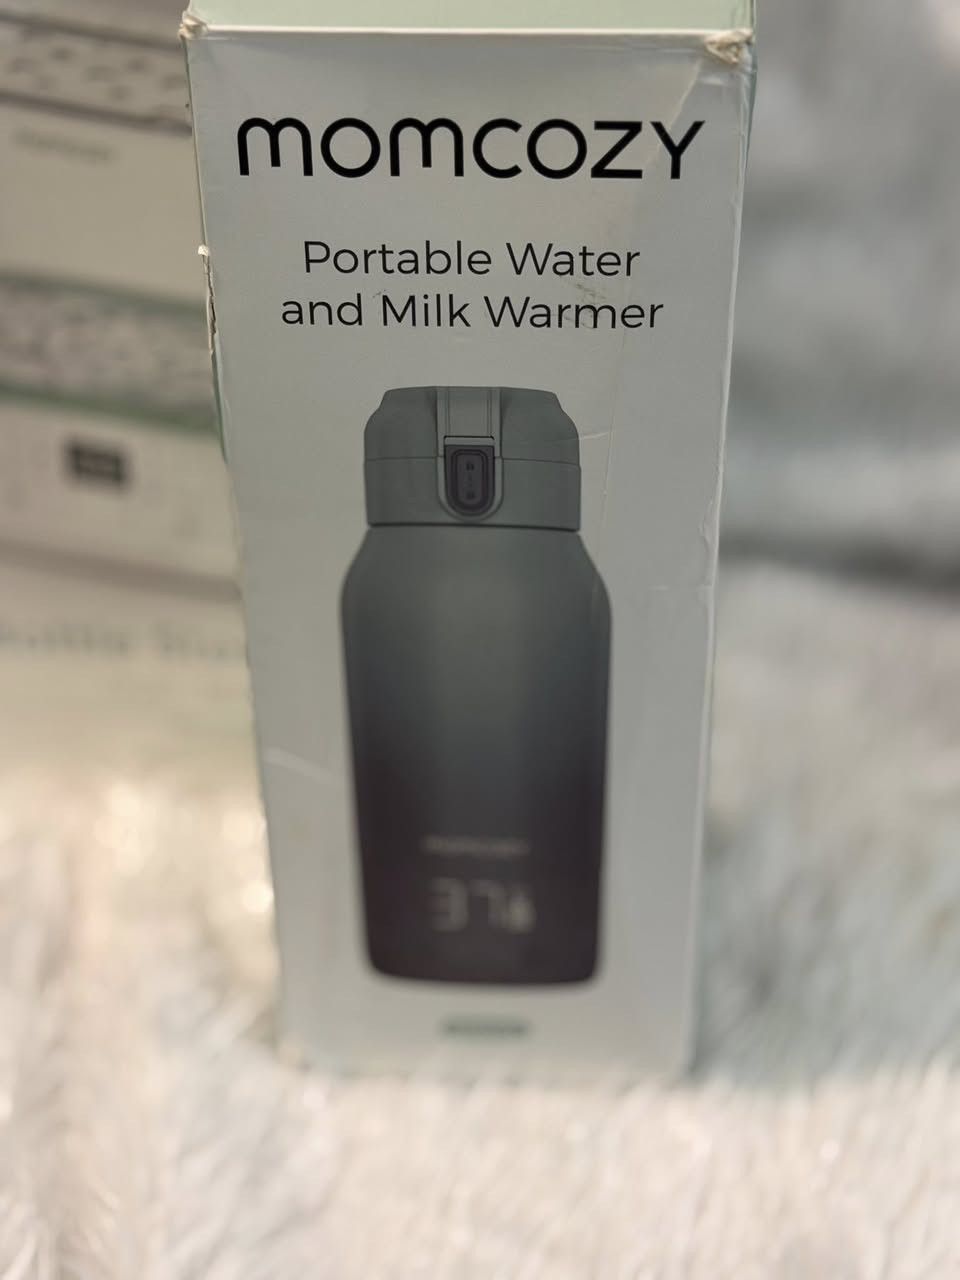 momcozy
Portable Water
and Milk Warmer